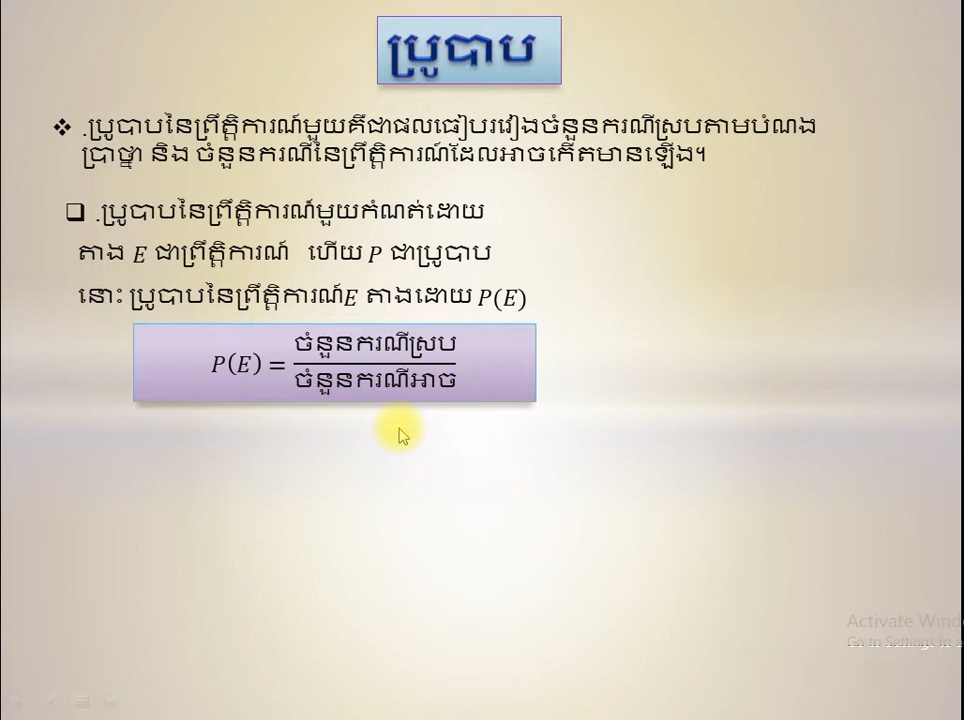 ប្រូបាប
❖ .ប្រូបាបនៃព្រឹត្តិការណ៍មួយគឺជាផលធៀបរវៀងចំនួនករណីស្របតាមបំណង
ប្រាថ្នា និង ចំនួនករណីនៃព្រឹត្តិការណ៍ដែលអាចកើតមានឡើង។
❑ .ប្រូបាបនៃព្រឹត្តិការណ៍មួយកំណត់ដោយ
តាង E ជាព្រឹត្តិការណ៍ ហើយ P ជាប្រូបាប
នោះ ប្រូបាបនៃព្រឹត្តិការណ៍E តាងដោយ P(E)
P(E) = ចំនួនករណីស្រប
ចំនួនករណីអាច
Activate Wind
Go to Settings to a